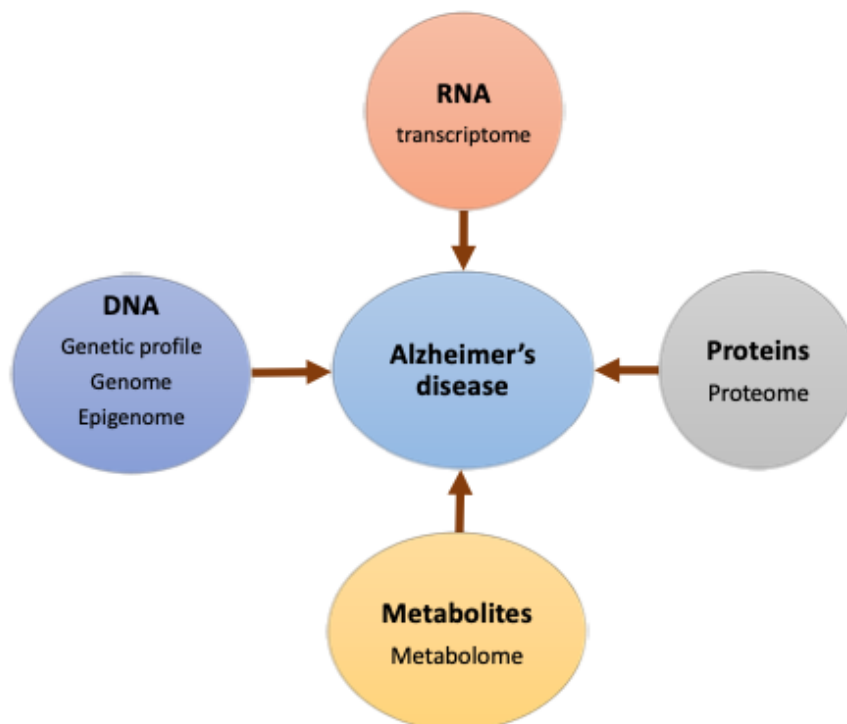 RNA
transcriptome
DNA
Genetic profile
Genome
Epigenome
Alzheimer's
disease
Proteins
Proteome
Metabolites
Metabolome